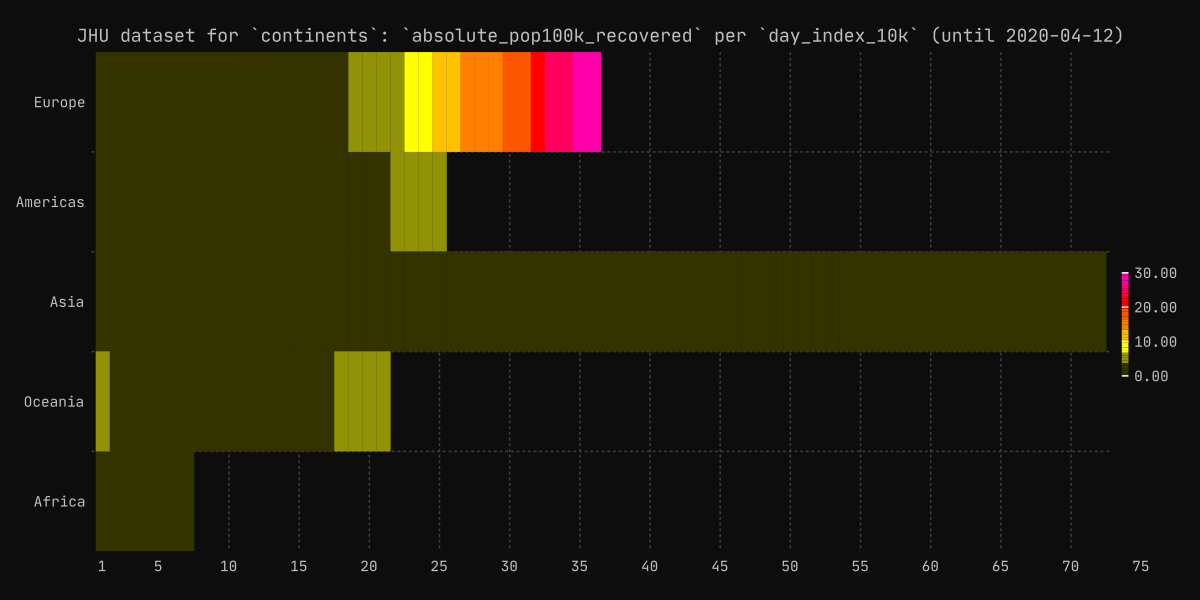 JHU dataset for `continents`: `absolute_pop100k_recovered` per `day_index_10k` (until 2020-04-12)
Europe
Americas
Asia
Oceania
Africa
30.00
20.00
10.00
0.00
1 5 10 15 20 25 30 35 40 45 50 55 60 65 70 75